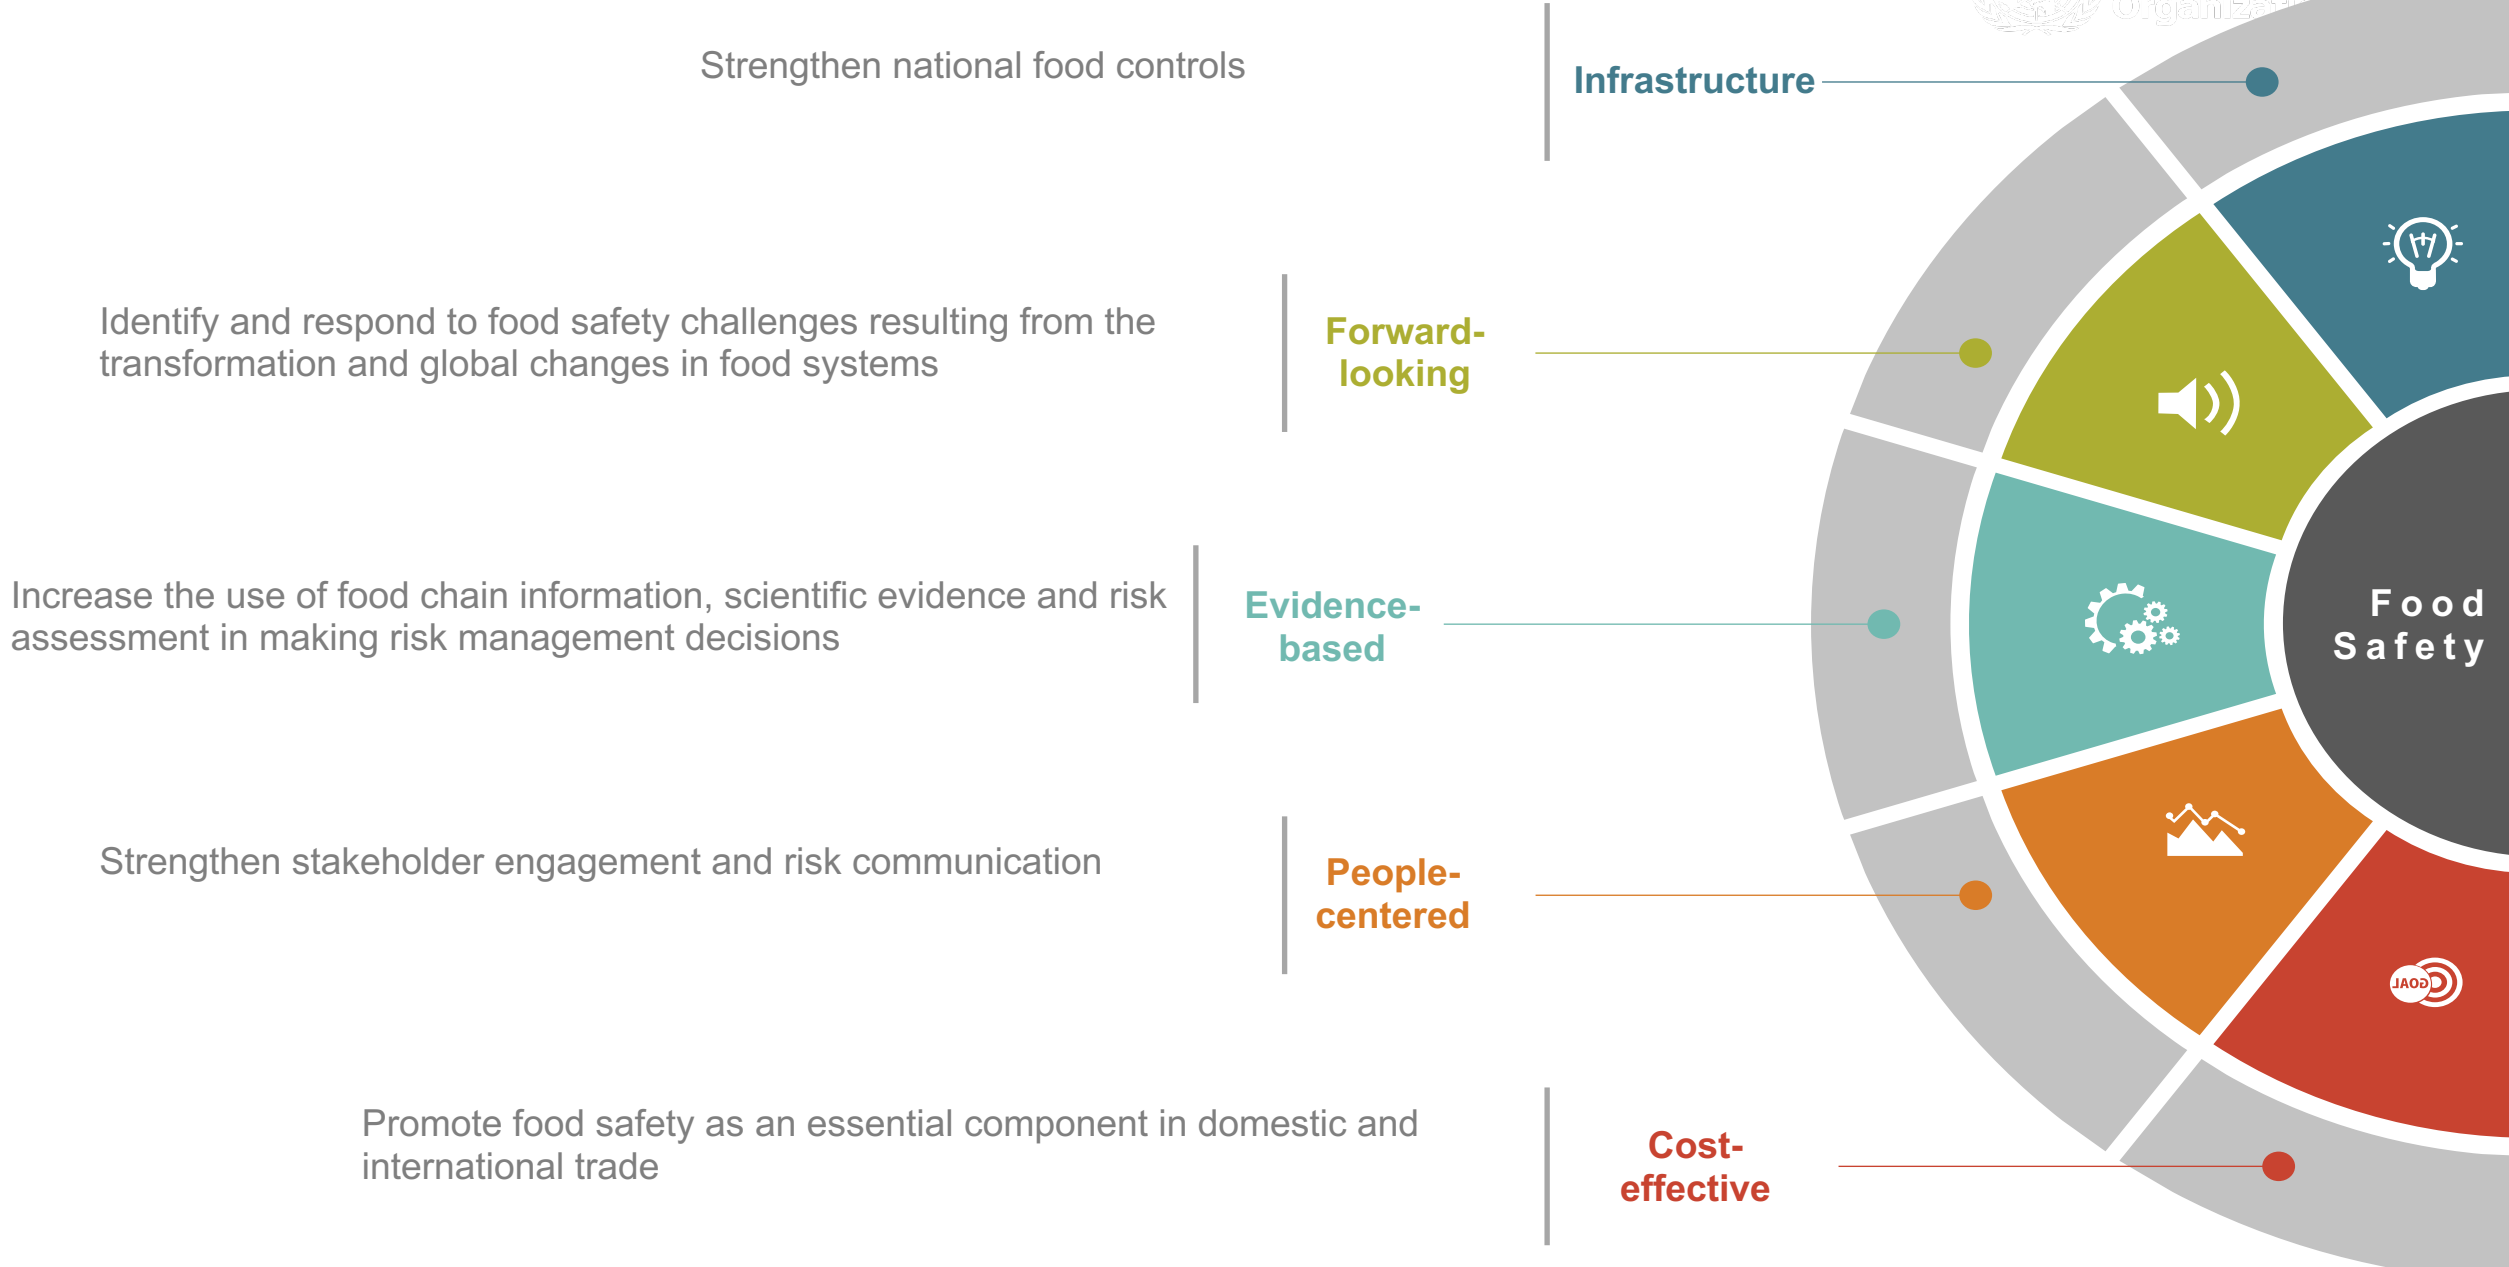 Strengthen national food controls
Infrastructure
Identify and respond to food safety challenges resulting from the
transformation and global changes in food systems
Forward-
looking
Increase the use of food chain information, scientific evidence and risk
assessment in making risk management decisions
Evidence-
based
Food
Safety
Strengthen stakeholder engagement and risk communication
People-
centered
GOAL
Promote food safety as an essential component in domestic and
international trade
Cost-
effective